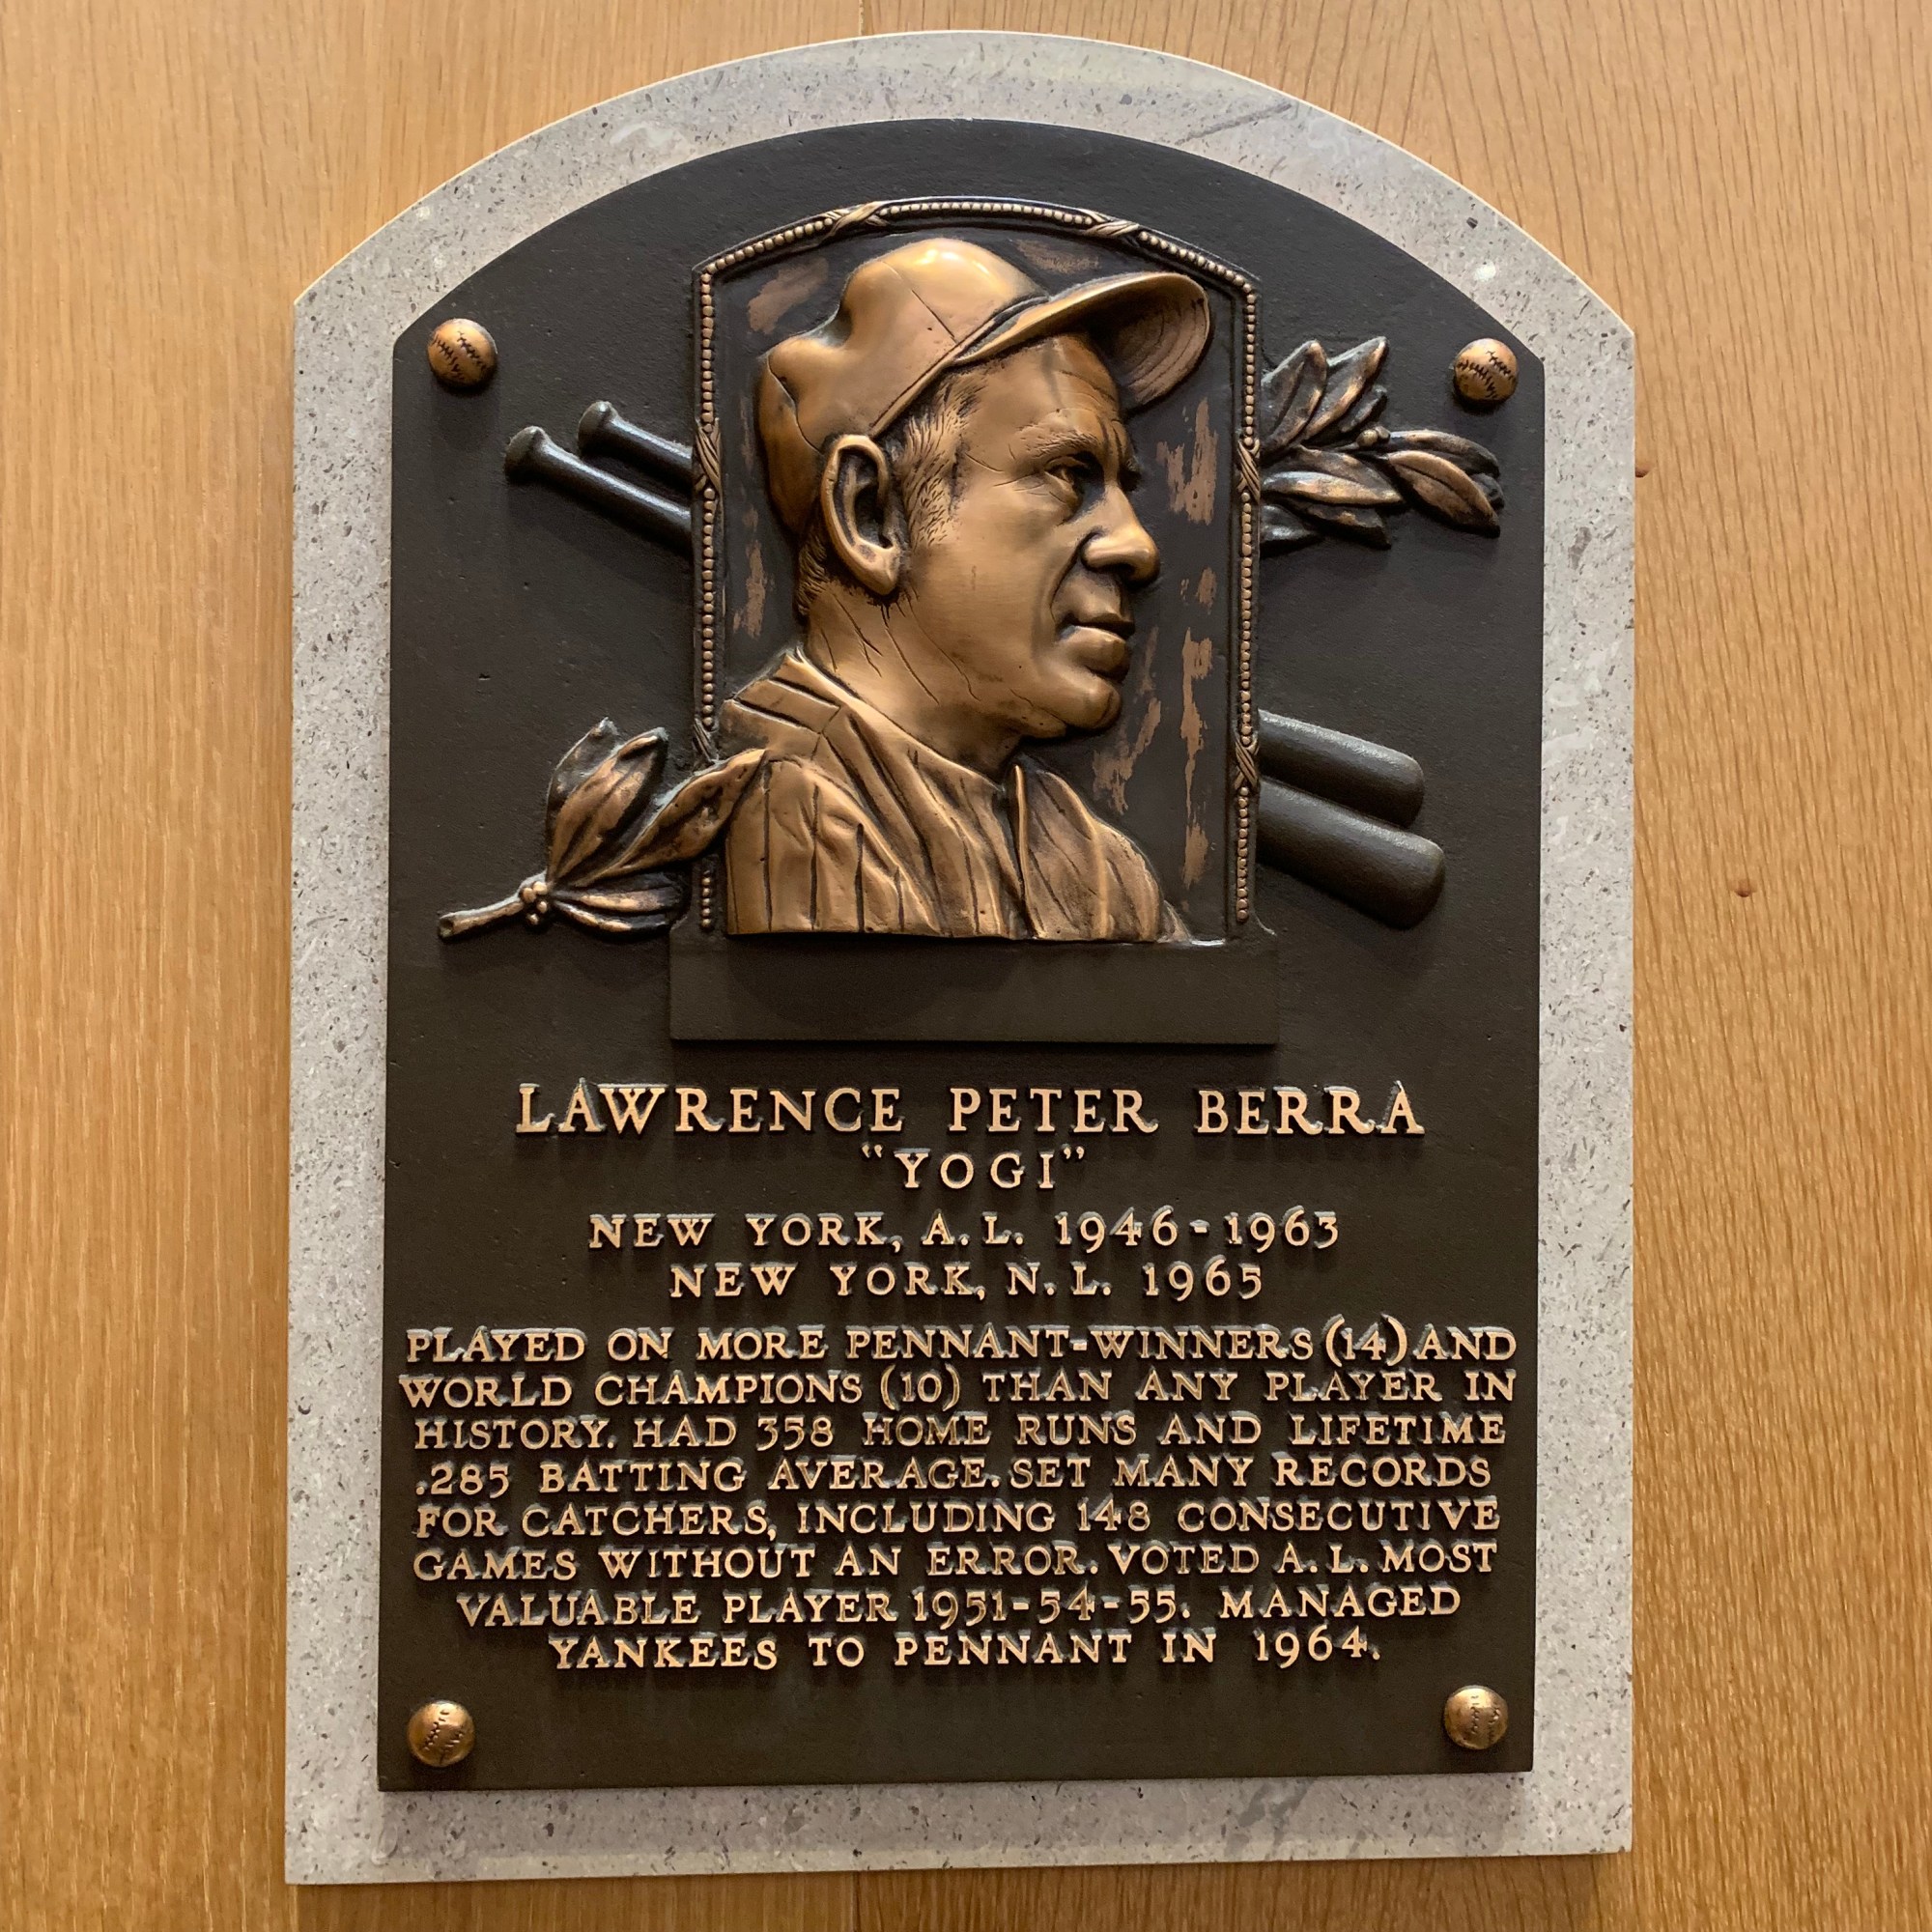 LAWRENCE PETER BERRA
"YOGI"
NEW YORK, A.L. 1946-1963
NEW YORK, N.L. 1965
PLAYED ON MORE PENNANT-WINNERS (14) AND
WORLD CHAMPIONS (10) THAN ANY PLAYER IN
HISTORY. HAD 358 HOME RUNS AND LIFETIME
.285 BATTING AVERAGE. SET MANY RECORDS
FOR CATCHERS, INCLUDING 148 CONSECUTIVE
GAMES WITHOUT AN ERROR. VOTED A.L. MOST
VALUABLE PLAYER 1951-54-55. MANAGED
YANKEES TO PENNANT IN 1964.